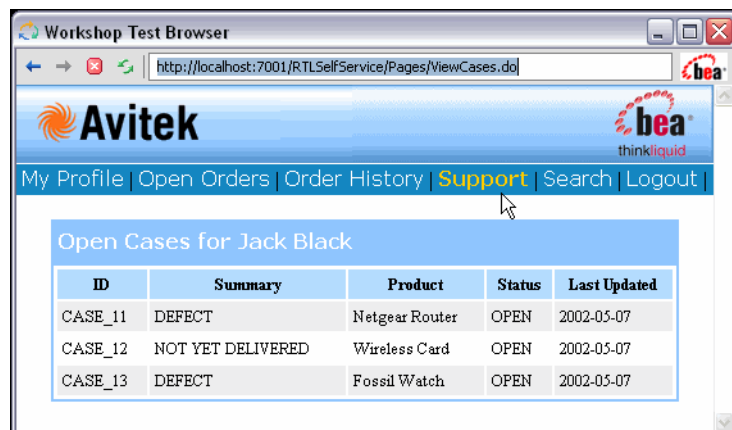 Workshop Test Browser
http://localhost:7001/RTLSelfService/Pages/ViewCases.do
bea
Avitek
bea
thinkliquid
My Profile | Open Orders | Order History | Support | Search | Logout |
Open Cases for Jack Black
ID Summary Product Status Last Updated
CASE_11 DEFECT Netgear Router OPEN 2002-05-07
CASE_12 NOT YET DELIVERED Wireless Card OPEN 2002-05-07
CASE_13 DEFECT Fossil Watch OPEN 2002-05-07